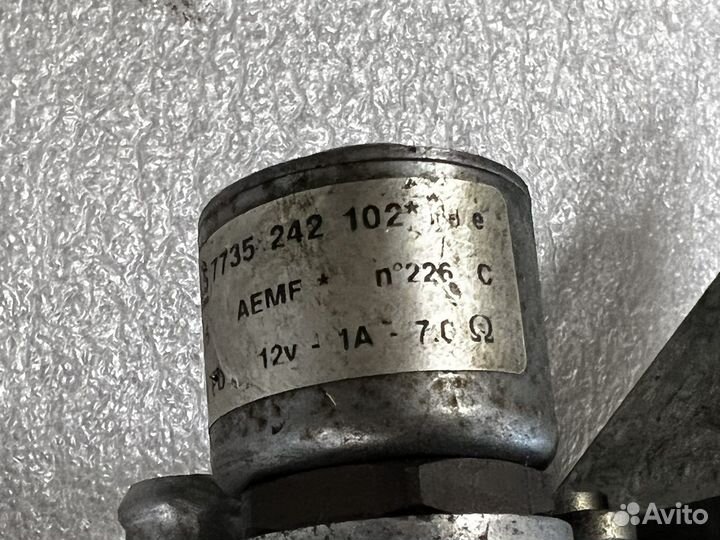 7735 242 102**
AEMF * n°226 C
12v - 1A - 7.0 Ω
Avito